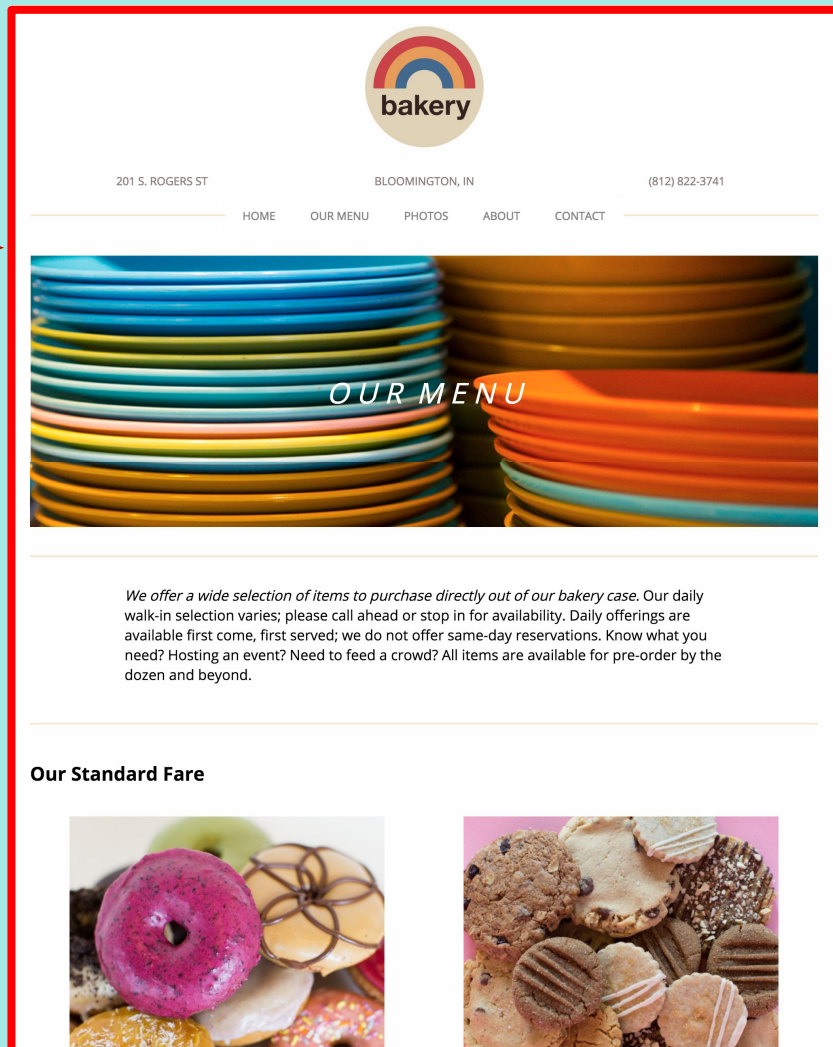 bakery
201 S. ROGERS ST BLOOMINGTON, IN (812) 822-3741
HOME OUR MENU PHOTOS ABOUT CONTACT
OUR MENU
We offer a wide selection of items to purchase directly out of our bakery case. Our daily
walk-in selection varies; please call ahead or stop in for availability. Daily offerings are
available first come, first served; we do not offer same-day reservations. Know what you
need? Hosting an event? Need to feed a crowd? All items are available for pre-order by the
dozen and beyond.
Our Standard Fare